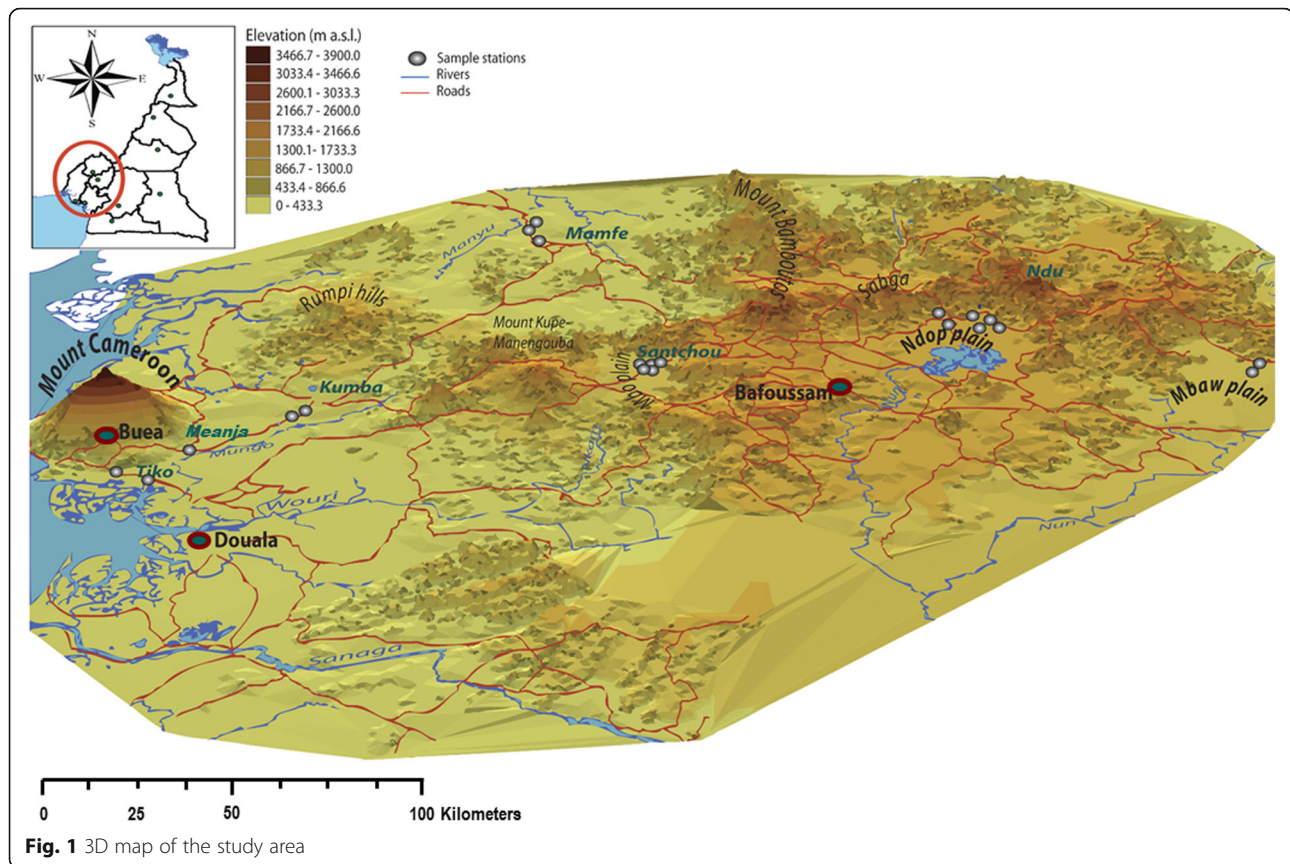 N
W
E
S
Elevation (m a.s.l.)
3466.7 - 3900.0
3033.4 - 3466.6
2600.1 - 3033.3
2166.7 - 2600.0
1733.4 - 2166.6
1300.1- 1733.3
866.7 - 1300.0
433.4 - 866.6
0 - 433.3
Sample stations
Rivers
Roads
Mount Bamboutos
Manyu
Mamfe
Ndu
Sabga
Rumpi hills
Mount Kupe-
Manengouba
Ndop plain
Mount Cameroon
Santchou
Mbo plain
Kumba
Bafoussam
Nun
Mbaw plain
Buea
Meanja
Mungo
Tiko
Wouri
Nkam
Douala
Nun
Sanaga
0 25 50 100 Kilometers
Fig. 1 3D map of the study area